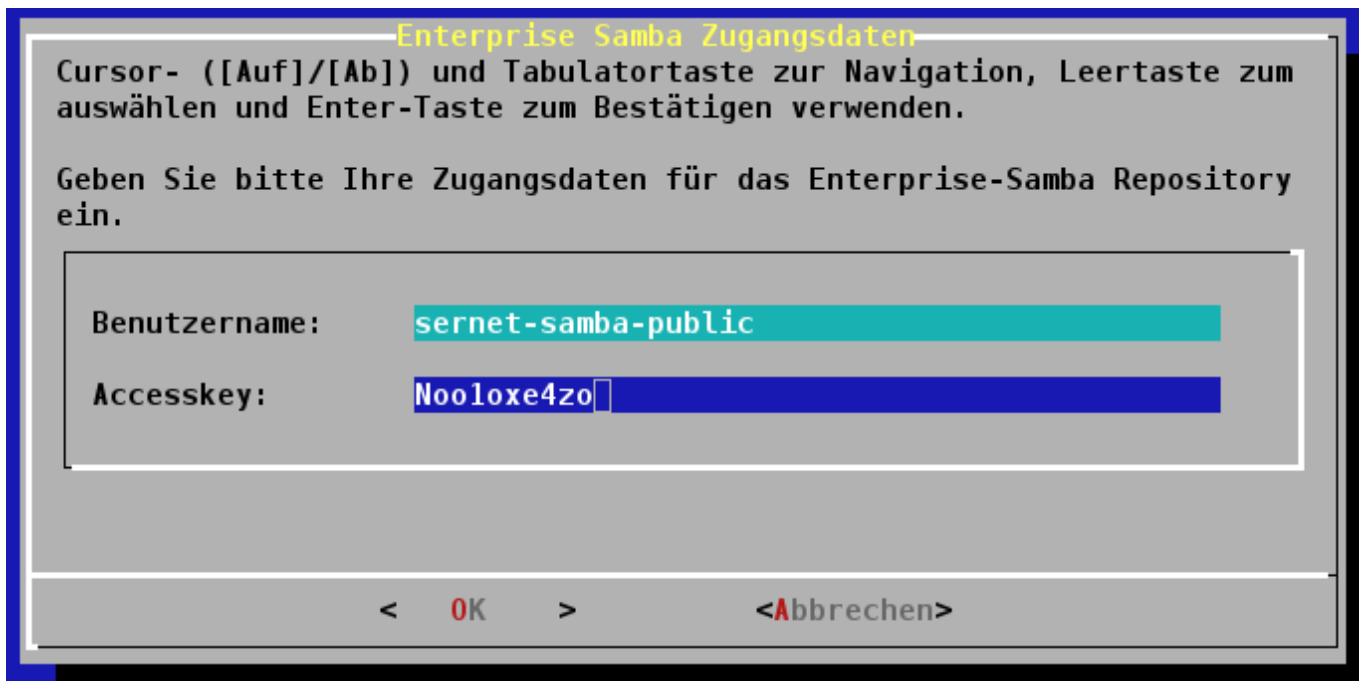 Enterprise Samba Zugangsdaten
Cursor- ([Auf]/[Ab]) und Tabulatortaste zur Navigation, Leertaste zum
auswählen und Enter-Taste zum Bestätigen verwenden.
Geben Sie bitte Ihre Zugangsdaten für das Enterprise-Samba Repository
ein.
Benutzername: sernet-samba-public
Accesskey: Nooloxe4zo
< OK > <Abbrechen>